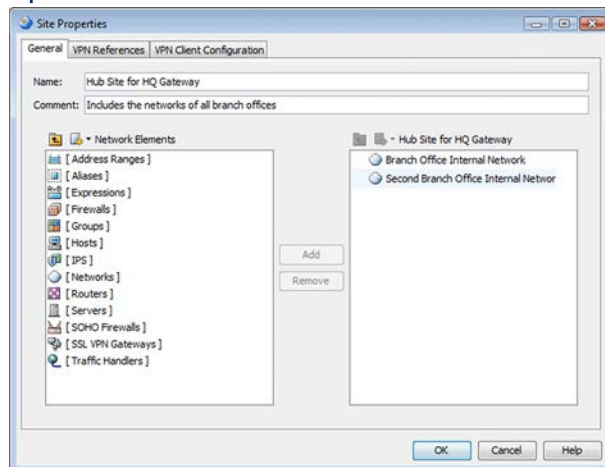 Site Properties
General VPN References VPN Client Configuration
Name: Hub Site for HQ Gateway
Comment: Includes the networks of all branch offices
Network Elements
[ Address Ranges ]
[ Aliases ]
[ Expressions ]
[ Firewalls ]
[ Groups ]
[ Hosts ]
[ IPS ]
[ Networks ]
[ Routers ]
[ Servers ]
[ SOHO Firewalls ]
[ SSL VPN Gateways ]
[ Traffic Handlers ]
Add
Remove
Hub Site for HQ Gateway
Branch Office Internal Network
Second Branch Office Internal Networ
OK Cancel Help